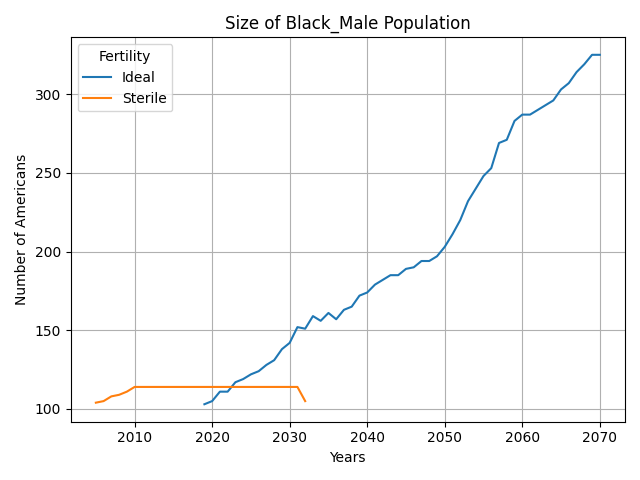 Size of Black_Male Population
Fertility
Ideal
Sterile
Number of Americans
300
250
200
150
100
2010 2020 2030 2040 2050 2060 2070
Years